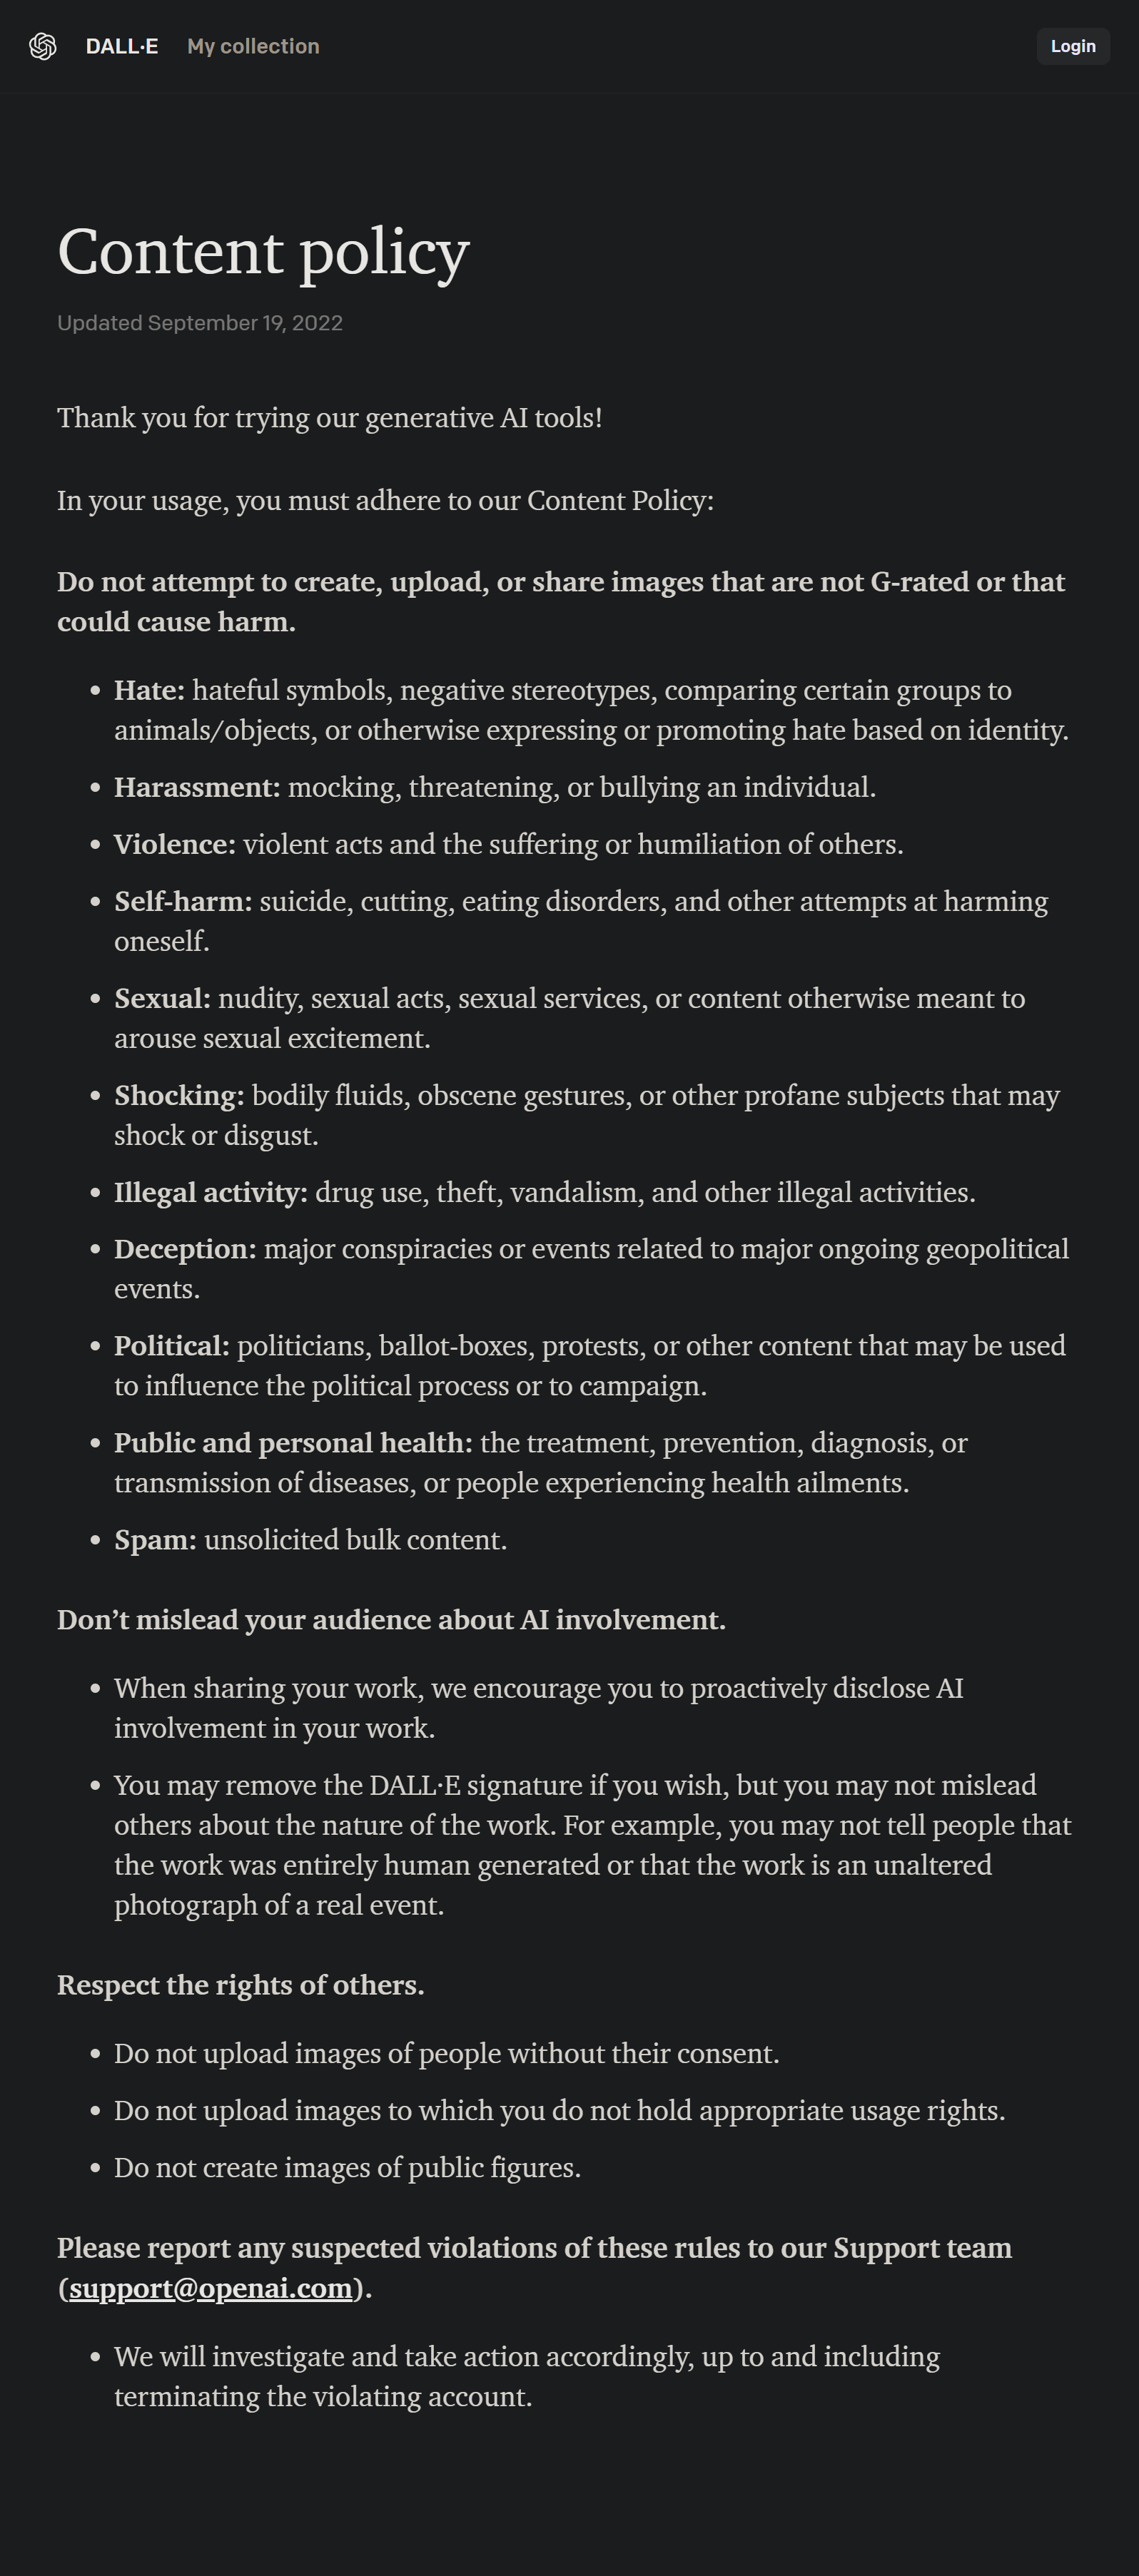 DALL·E My collection Login
Content policy
Updated September 19, 2022
Thank you for trying our generative AI tools!
In your usage, you must adhere to our Content Policy:
Do not attempt to create, upload, or share images that are not G-rated or that
could cause harm.
• Hate: hateful symbols, negative stereotypes, comparing certain groups to
animals/objects, or otherwise expressing or promoting hate based on identity.
• Harassment: mocking, threatening, or bullying an individual.
• Violence: violent acts and the suffering or humiliation of others.
• Self-harm: suicide, cutting, eating disorders, and other attempts at harming
oneself.
• Sexual: nudity, sexual acts, sexual services, or content otherwise meant to
arouse sexual excitement.
• Shocking: bodily fluids, obscene gestures, or other profane subjects that may
shock or disgust.
• Illegal activity: drug use, theft, vandalism, and other illegal activities.
• Deception: major conspiracies or events related to major ongoing geopolitical
events.
• Political: politicians, ballot-boxes, protests, or other content that may be used
to influence the political process or to campaign.
• Public and personal health: the treatment, prevention, diagnosis, or
transmission of diseases, or people experiencing health ailments.
• Spam: unsolicited bulk content.
Don’t mislead your audience about AI involvement.
• When sharing your work, we encourage you to proactively disclose AI
involvement in your work.
• You may remove the DALL·E signature if you wish, but you may not mislead
others about the nature of the work. For example, you may not tell people that
the work was entirely human generated or that the work is an unaltered
photograph of a real event.
Respect the rights of others.
• Do not upload images of people without their consent.
• Do not upload images to which you do not hold appropriate usage rights.
• Do not create images of public figures.
Please report any suspected violations of these rules to our Support team
(support@openai.com).
• We will investigate and take action accordingly, up to and including
terminating the violating account.